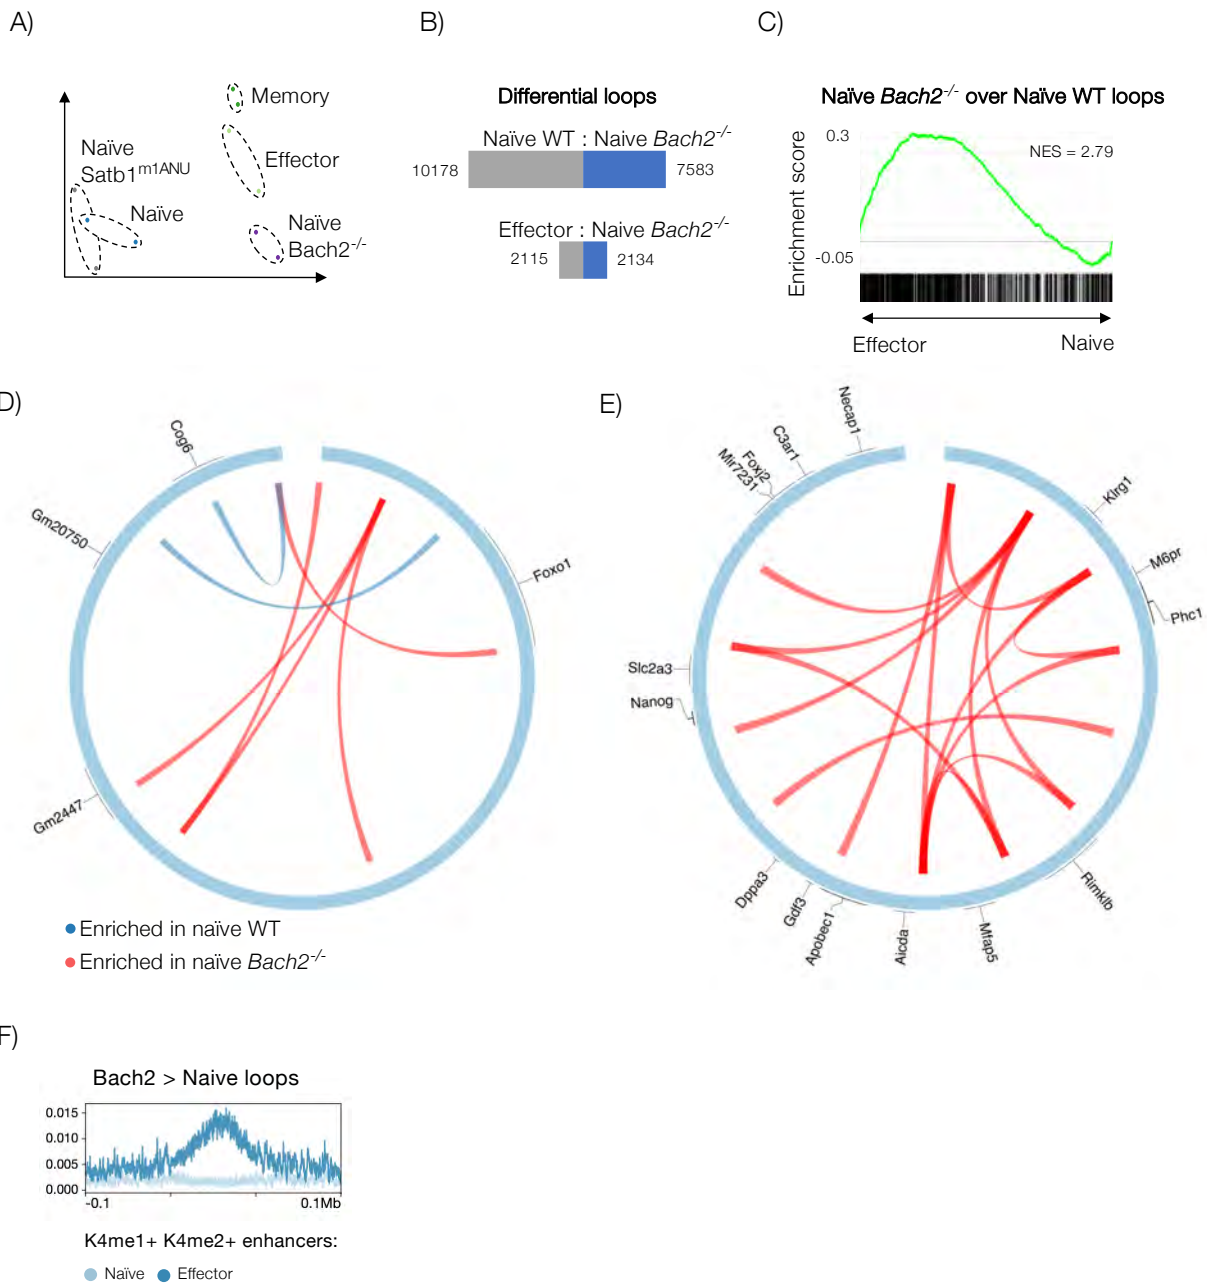 A)
Memory
Effector
Naïve
Satb1m1ANU
Naïve
Naïve
Bach2-/-
B)
Differential loops
Naïve WT : Naive Bach2-/-
10178
7583
Effector : Naive Bach2-/-
2115
2134
C)
Naïve Bach2-/- over Naïve WT loops
Enrichment score
0.3
-0.05
NES = 2.79
Effector
Naive
D)
Cog6
Gm20750
Foxo1
Gm2447
Enriched in naïve WT
Enriched in naïve Bach2-/-
E)
Necap1
C3ar1
Foxj2
Mir7231
Klrg1
M6pr
Phc1
Slc2a3
Nanog
Dppa3
Gdf3
Apobec1
Aicda
Mfap5
Rimklb
F)
Bach2 > Naive loops
0.015
0.010
0.005
0.000
-0.1
0.1Mb
K4me1+ K4me2+ enhancers:
Naïve
Effector